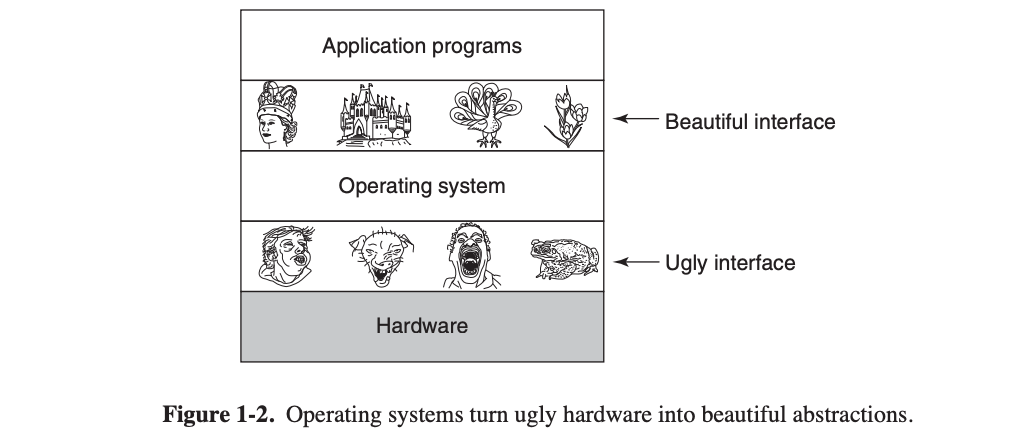 Application programs
Beautiful interface
Operating system
Ugly interface
Hardware
Figure 1-2. Operating systems turn ugly hardware into beautiful abstractions.